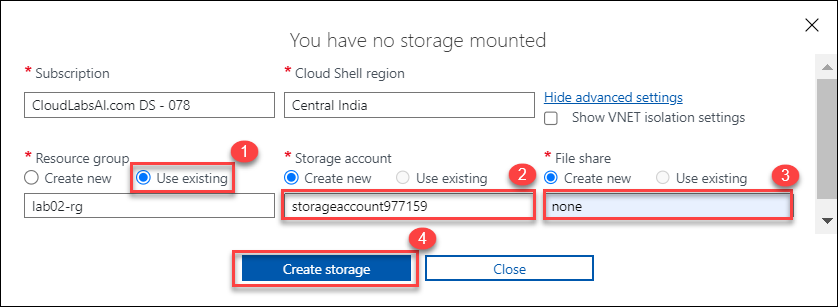 You have no storage mounted
* Subscription
* Cloud Shell region
CloudLabsAI.com DS - 078
Central India
Hide advanced settings
Show VNET isolation settings
* Resource group
1
* Storage account
* File share
Create new
Use existing
Create new
Use existing
2
Create new
Use existing
3
lab02-rg
storageaccount977159
none
4
Create storage
Close